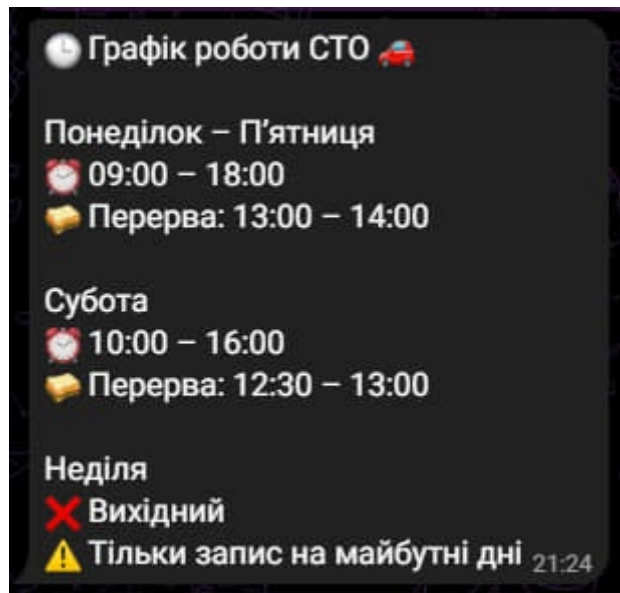 🕒 Графік роботи СТО 🚗
Понеділок – П’ятниця
⏰ 09:00 – 18:00
🥪 Перерва: 13:00 – 14:00
Субота
⏰ 10:00 – 16:00
🥪 Перерва: 12:30 – 13:00
Неділя
❌ Вихідний
⚠️ Тільки запис на майбутні дні 21:24